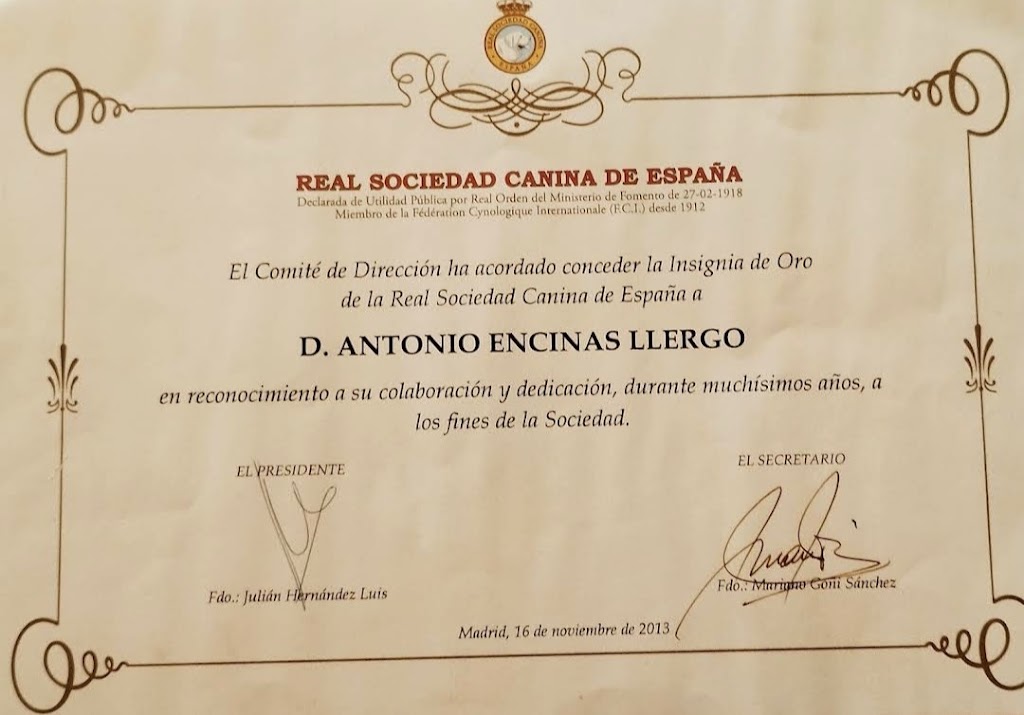 REAL SOCIEDAD CANINA
ESPAÑA
REAL SOCIEDAD CANINA DE ESPAÑA
Declarada de Utilidad Pública por Real Orden del Ministerio de Fomento de 27-02-1918
Miembro de la Fédération Cynologique Internationale (F.C.I.) desde 1912
El Comité de Dirección ha acordado conceder la Insignia de Oro
de la Real Sociedad Canina de España a
D. ANTONIO ENCINAS LLERGO
en reconocimiento a su colaboración y dedicación, durante muchísimos años, a
los fines de la Sociedad.
EL PRESIDENTE
EL SECRETARIO
Fdo.: Julián Hernández Luis
Fdo.: Mariano Goñi Sánchez
Madrid, 16 de noviembre de 2013